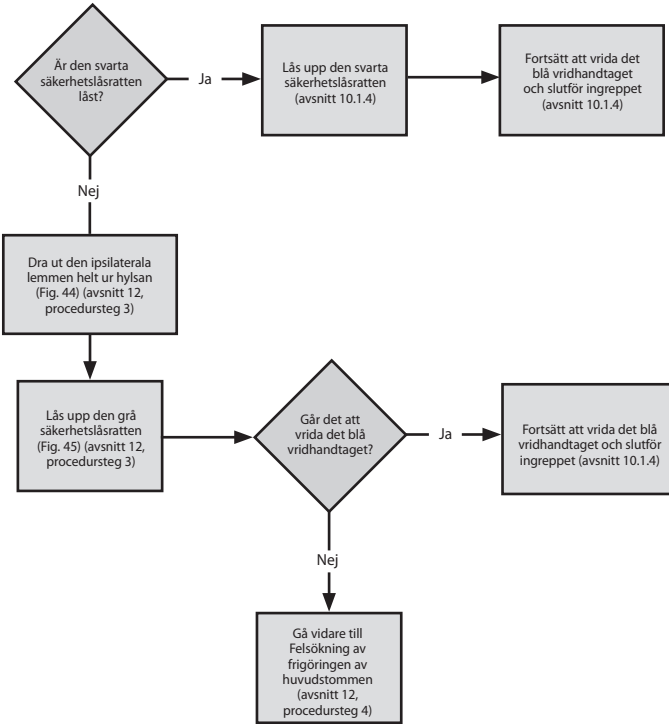 Är den svarta
säkerhetslåsratten
låst?
Ja
Lås upp den svarta
säkerhetslåsratten
(avsnitt 10.1.4)
Fortsätt att vrida det
blå vridhandtaget
och slutför ingreppet
(avsnitt 10.1.4)
Nej
Dra ut den ipsilaterala
lemmen helt ur hylsan
(Fig. 44) (avsnitt 12,
procedursteg 3)
Lås upp den grå
säkerhetslåsratten
(Fig. 45) (avsnitt 12,
procedursteg 3)
Går det att
vrida det blå
vridhandtaget?
Ja
Fortsätt att vrida det blå
vridhandtaget och slutför
ingreppet (avsnitt 10.1.4)
Nej
Gå vidare till
Felsökning av
frigöringen av
huvudstommen
(avsnitt 12,
procedursteg 4)